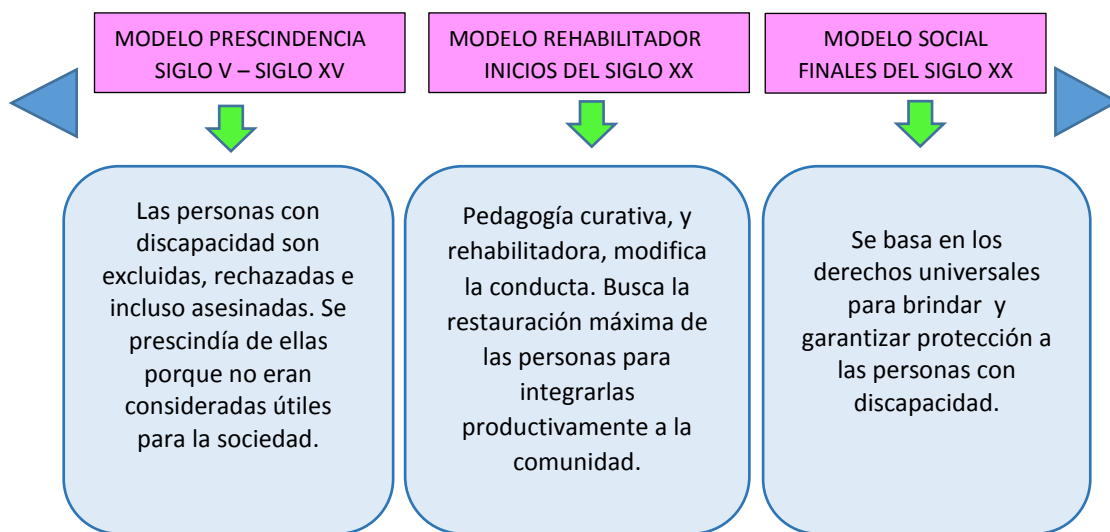 MODELO PRESCINDENCIA
SIGLO V – SIGLO XV
MODELO REHABILITADOR
INICIOS DEL SIGLO XX
MODELO SOCIAL
FINALES DEL SIGLO XX
Las personas con
discapacidad son
excluidas, rechazadas e
incluso asesinadas. Se
prescindía de ellas
porque no eran
consideradas útiles
para la sociedad.
Pedagogía curativa, y
rehabilitadora, modifica
la conducta. Busca la
restauración máxima de
las personas para
integrarlas
productivamente a la
comunidad.
Se basa en los
derechos universales
para brindar y
garantizar protección a
las personas con
discapacidad.